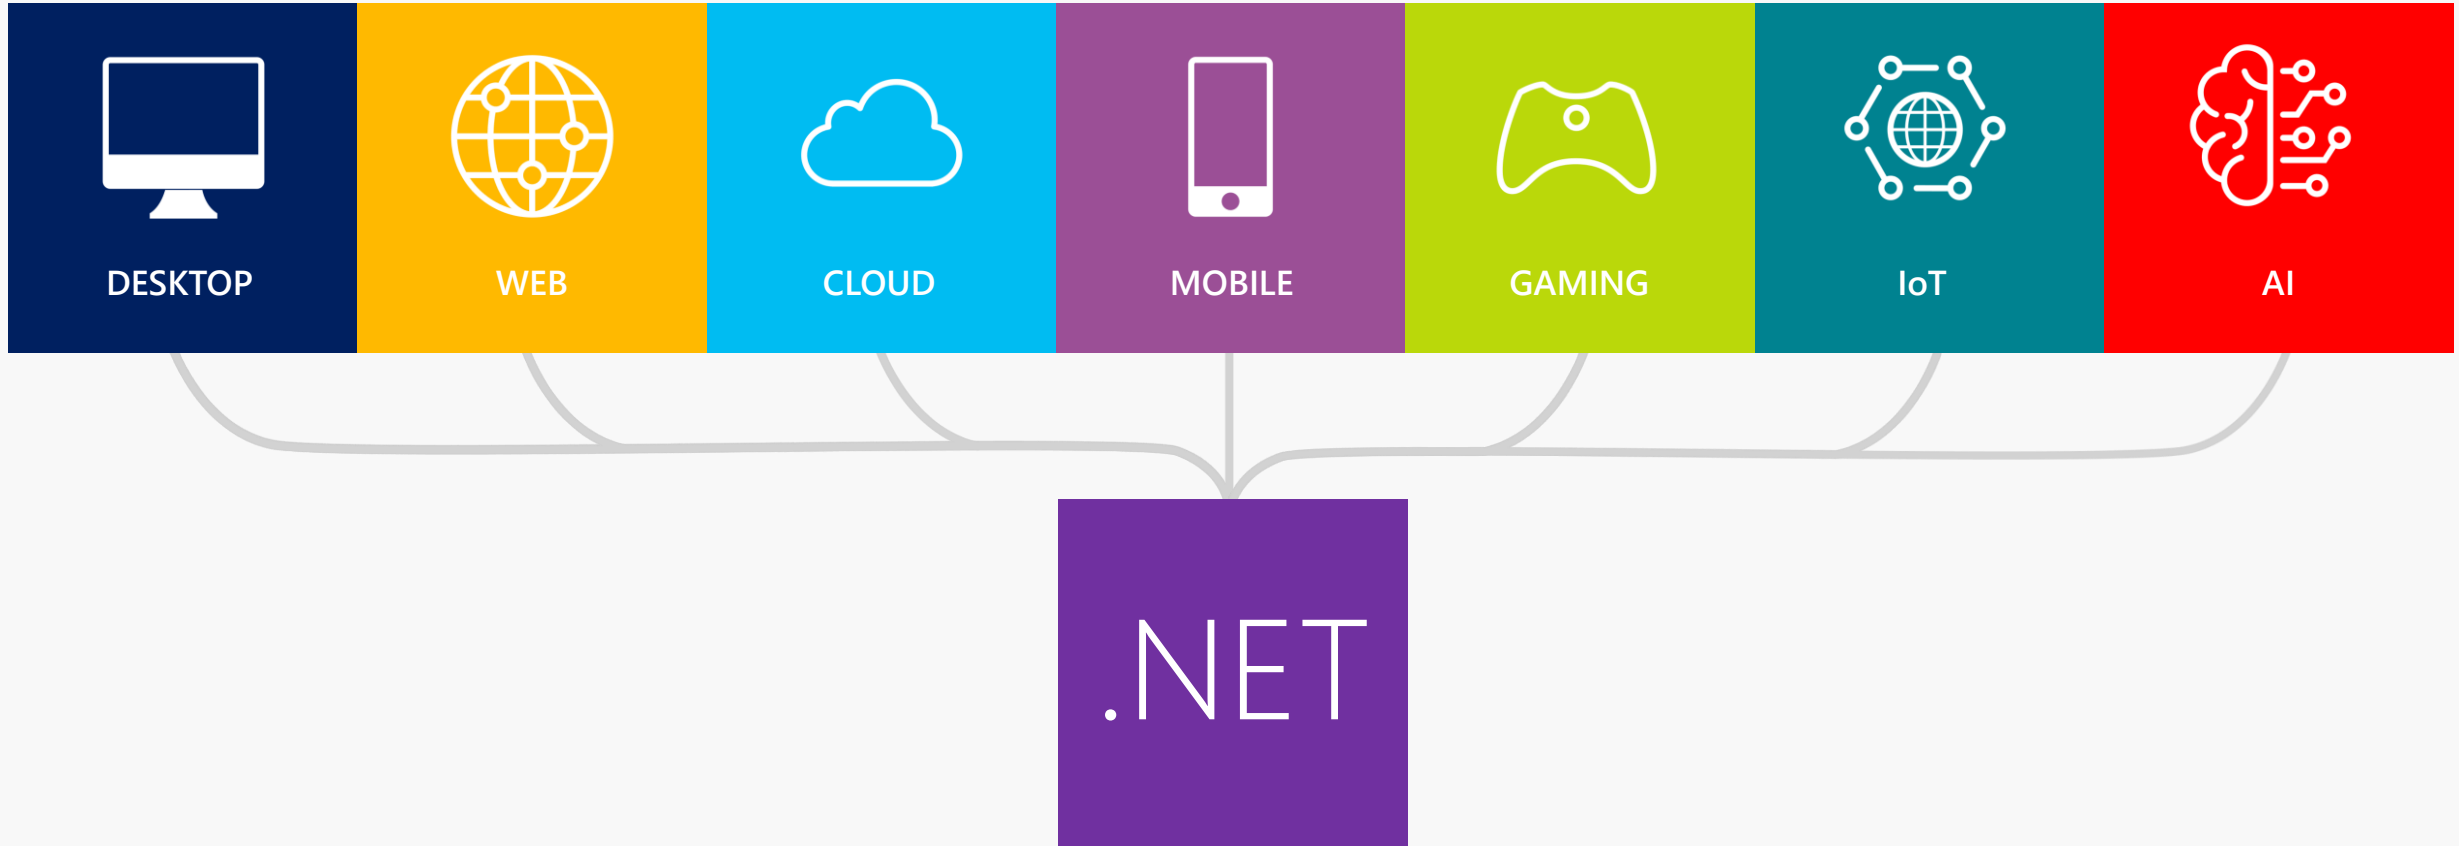 DESKTOP
WEB
CLOUD
MOBILE
GAMING
IoT
AI
.NET